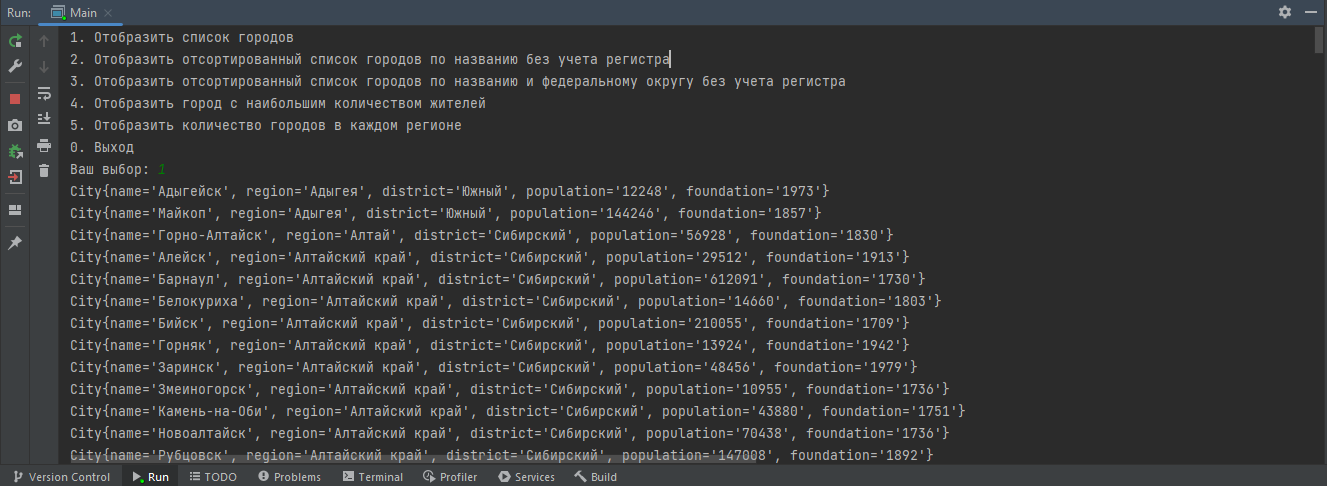 Run: Main
1. Отобразить список городов
2. Отобразить отсортированный список городов по названию без учета регистра
3. Отобразить отсортированный список городов по названию и федеральному округу без учета регистра
4. Отобразить город с наибольшим количеством жителей
5. Отобразить количество городов в каждом регионе
0. Выход
Ваш выбор: 1
City{name='Адыгейск', region='Адыгея', district='Южный', population='12248', foundation='1973'}
City{name='Майкоп', region='Адыгея', district='Южный', population='144246', foundation='1857'}
City{name='Горно-Алтайск', region='Алтай', district='Сибирский', population='56928', foundation='1830'}
City{name='Алейск', region='Алтайский край', district='Сибирский', population='29512', foundation='1913'}
City{name='Барнаул', region='Алтайский край', district='Сибирский', population='612091', foundation='1730'}
City{name='Белокуриха', region='Алтайский край', district='Сибирский', population='14660', foundation='1803'}
City{name='Бийск', region='Алтайский край', district='Сибирский', population='210055', foundation='1709'}
City{name='Горняк', region='Алтайский край', district='Сибирский', population='13924', foundation='1942'}
City{name='Заринск', region='Алтайский край', district='Сибирский', population='48456', foundation='1979'}
City{name='Змеиногорск', region='Алтайский край', district='Сибирский', population='10955', foundation='1736'}
City{name='Камень-на-Оби', region='Алтайский край', district='Сибирский', population='43880', foundation='1751'}
City{name='Новоалтайск', region='Алтайский край', district='Сибирский', population='70438', foundation='1736'}
City{name='Рубцовск', region='Алтайский край', district='Сибирский', population='147008', foundation='1892'}
Version Control Run TODO Problems Terminal Profiler Services Build